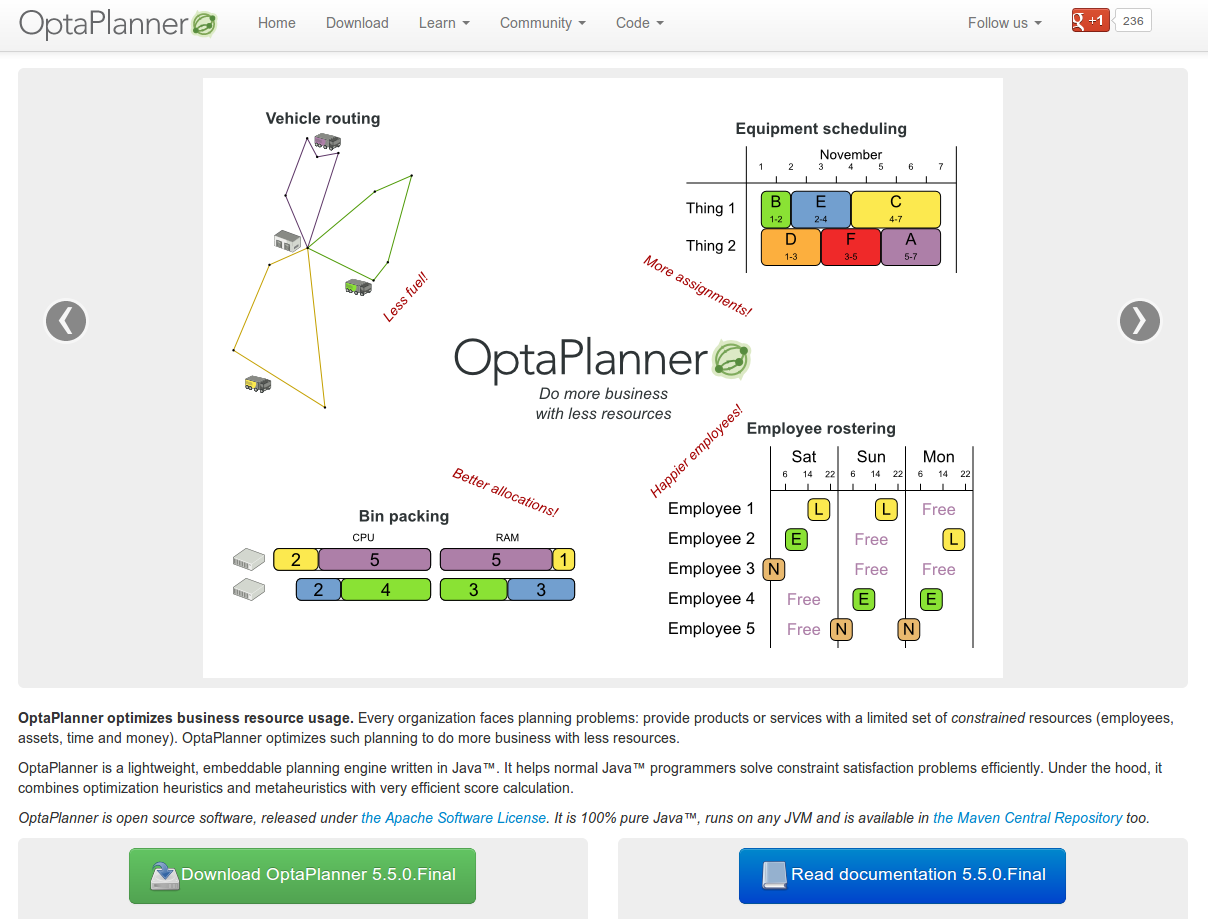 OptaPlanner
Home Download Learn Community Code Follow us +1 236
Vehicle routing
Less fuel!
Equipment scheduling
November
1 2 3 4 5 6 7
Thing 1 B 1-2 E 2-4 C 4-7
Thing 2 D 1-3 F 3-5 A 5-7
More assignments!
OptaPlanner
Do more business
with less resources
Happier employees!
Employee rostering
Sat Sun Mon
6 14 22 6 14 22 6 14 22
Employee 1 L L Free
Employee 2 E Free L
Employee 3 N Free Free
Employee 4 Free E E
Employee 5 Free N N
Better allocations!
Bin packing
CPU RAM
2 5 5 1
2 4 3 3
OptaPlanner optimizes business resource usage. Every organization faces planning problems: provide products or services with a limited set of constrained resources (employees,
assets, time and money). OptaPlanner optimizes such planning to do more business with less resources.
OptaPlanner is a lightweight, embeddable planning engine written in Java™. It helps normal Java™ programmers solve constraint satisfaction problems efficiently. Under the hood, it
combines optimization heuristics and metaheuristics with very efficient score calculation.
OptaPlanner is open source software, released under the Apache Software License. It is 100% pure Java™, runs on any JVM and is available in the Maven Central Repository too.
Download OptaPlanner 5.5.0.Final
Read documentation 5.5.0.Final